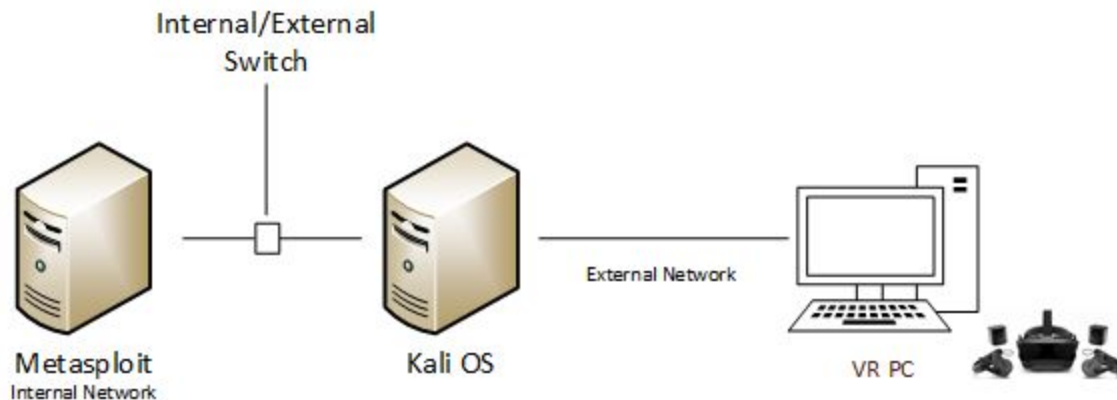 Internal/External
Switch
External Network
Metasploit
Internal Network
Kali OS
VR PC